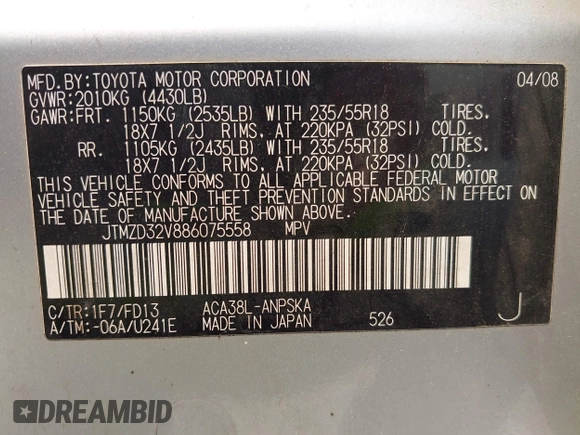 MFD.BY:TOYOTA MOTOR CORPORATION 04/08
GVWR:2010KG (4430LB)
GAWR:FRT. 1150KG (2535LB) WITH 235/55R18 TIRES.
18X7 1/2J RIMS, AT 220KPA (32PSI) COLD.
RR. 1105KG (2435LB) WITH 235/55R18 TIRES.
18X7 1/2J RIMS, AT 220KPA (32PSI) COLD.
THIS VEHICLE CONFORMS TO ALL APPLICABLE FEDERAL MOTOR
VEHICLE SAFETY AND THEFT PREVENTION STANDARDS IN EFFECT ON
THE DATE OF MANUFACTURE SHOWN ABOVE.
JTMZD32V886075558 MPV
C/TR:1F7/FD13 ACA38L-ANPSKA J
A/TM:-06A/U241E MADE IN JAPAN 526
DREAMBID